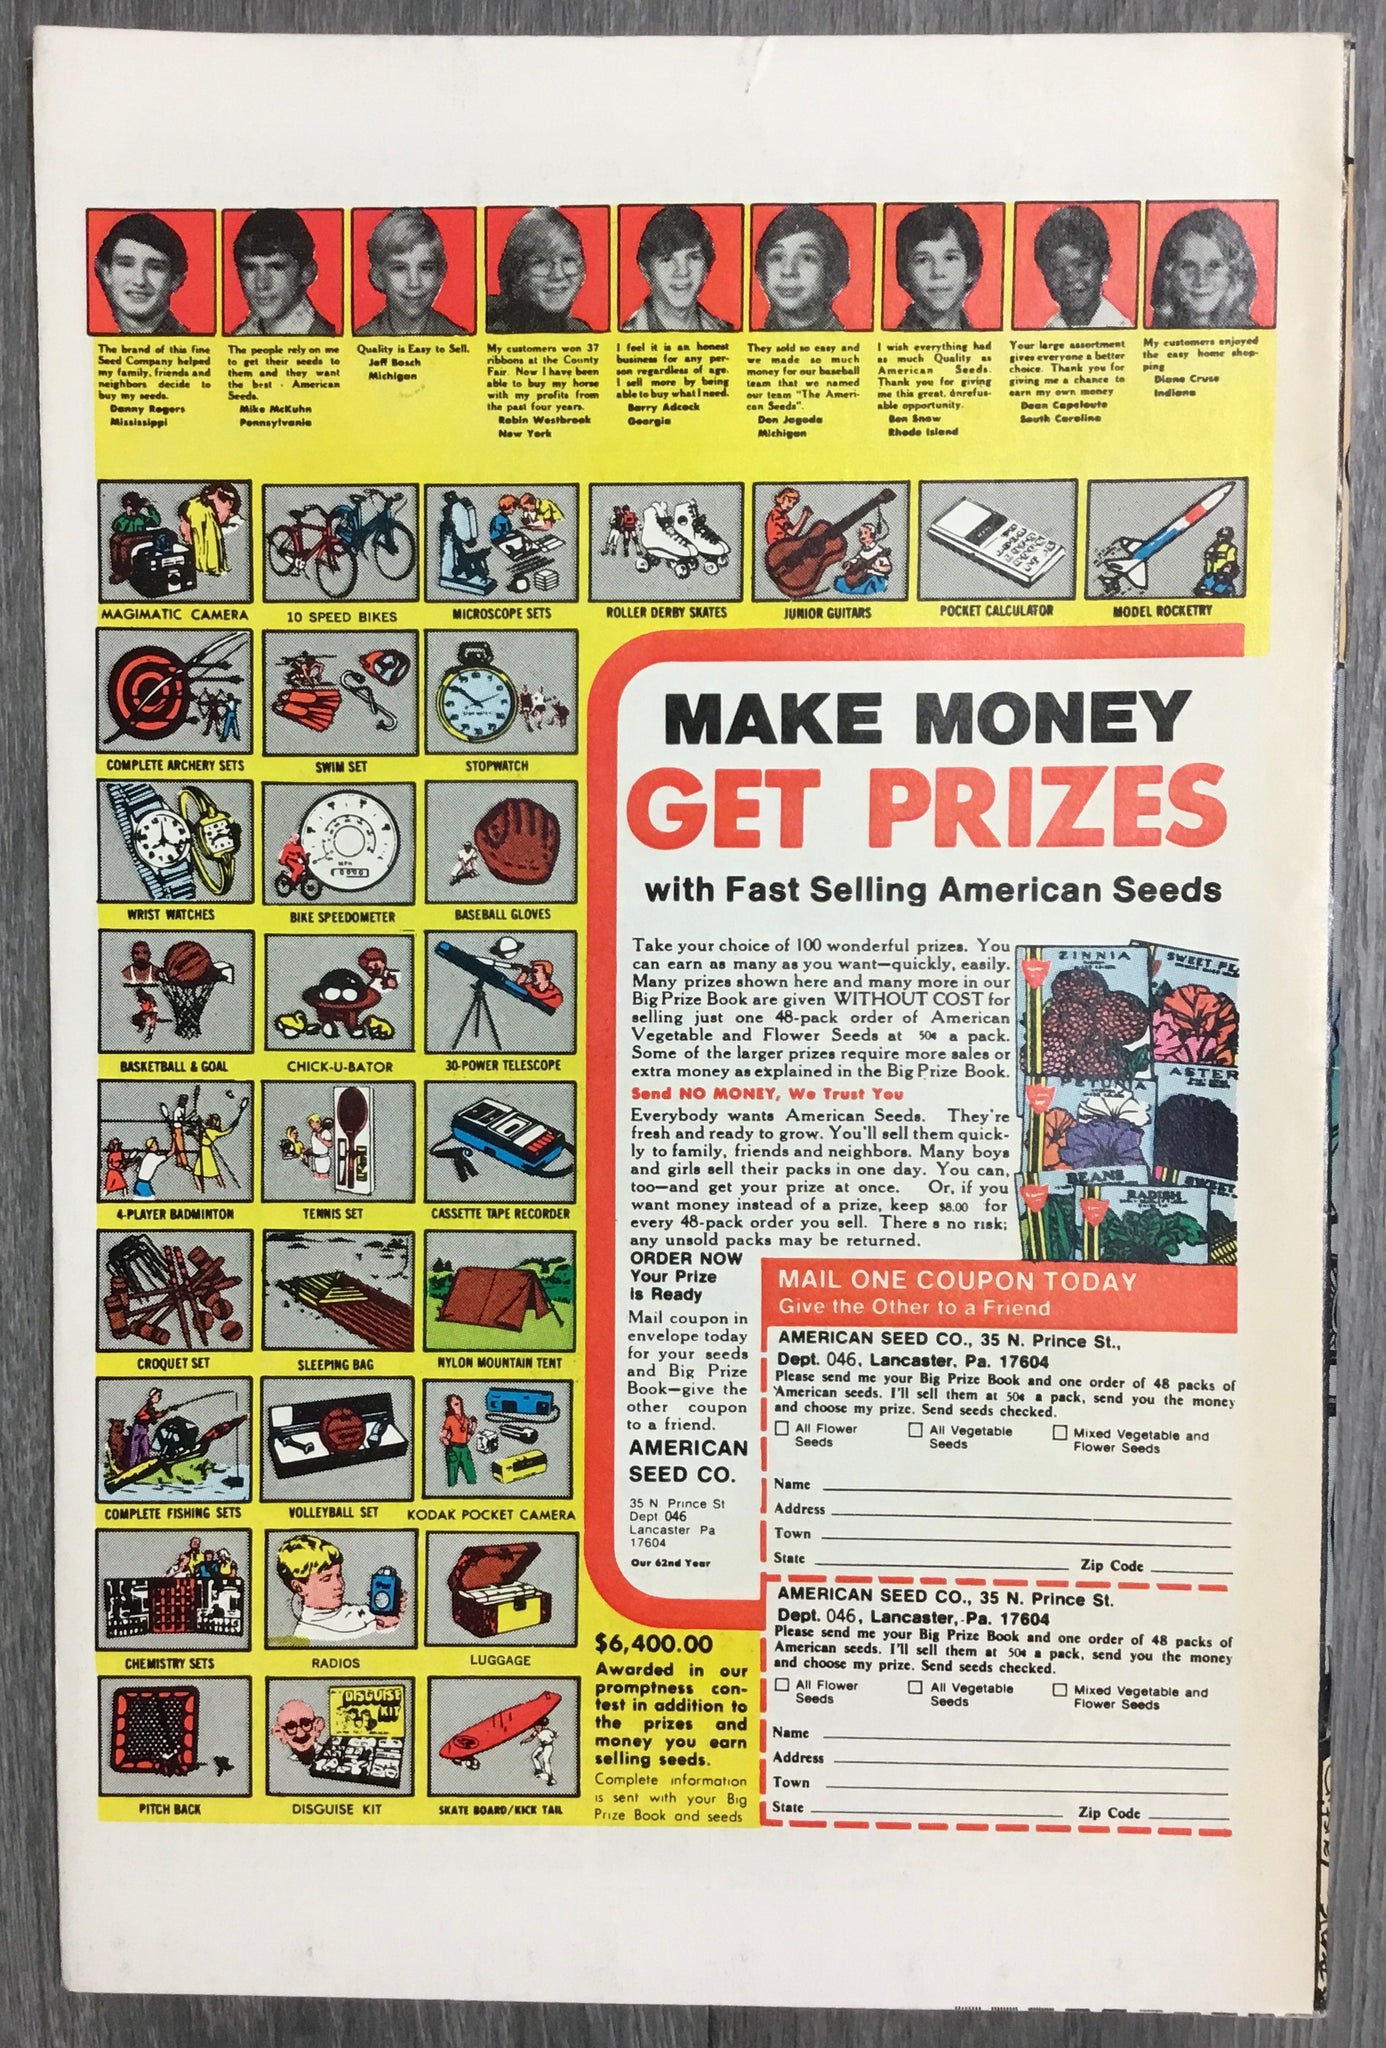 The brand of this fine
Seed Company helped
my family, friends and
neighbors decide to
buy my seeds.
Danny Rogers
Mississippi
The people rely on me
to get their seeds to
them and they want
the best - American
Seeds.
Mike McKuhn
Pennsylvania
Quality is Easy to Sell.
Jeff Bosch
Michigan
My customers won 37
ribbons at the County
Fair. Now I have been
able to buy my horse
with my profits from
the past four years.
Robin Westbrook
New York
I feel it is an honest
business for any per-
son regardless of age.
I sell more by being
able to buy what I need.
Barry Adcock
Georgia
They sold so easy and
we made so much
money for our baseball
team that we named
our team "The Ameri-
can Seeds".
Don Jagoda
Michigan
I wish everything had
as much Quality as
American Seeds.
Thank you for giving
me this great, unrefus-
able opportunity.
Ben Snow
Rhode Island
Your large assortment
gives everyone a better
choice. Thank you for
giving me a chance to
earn my own money
Dean Capeloute
South Carolina
My customers enjoyed
the easy home shop-
ping
Diane Cruse
Indiana
MAGIMATIC CAMERA
10 SPEED BIKES
MICROSCOPE SETS
ROLLER DERBY SKATES
JUNIOR GUITARS
POCKET CALCULATOR
MODEL ROCKETRY
COMPLETE ARCHERY SETS
SWIM SET
STOPWATCH
WRIST WATCHES
MPH
BIKE SPEEDOMETER
BASEBALL GLOVES
BASKETBALL & GOAL
CHICK-U-BATOR
30-POWER TELESCOPE
4-PLAYER BADMINTON
TENNIS SET
CASSETTE TAPE RECORDER
CROQUET SET
SLEEPING BAG
NYLON MOUNTAIN TENT
COMPLETE FISHING SETS
VOLLEYBALL SET
KODAK POCKET CAMERA
CHEMISTRY SETS
RADIOS
LUGGAGE
PITCH BACK
DISGUISE
KIT
DISGUISE KIT
SKATE BOARD/KICK TAIL
MAKE MONEY
GET PRIZES
with Fast Selling American Seeds
Take your choice of 100 wonderful prizes. You
can earn as many as you want—quickly, easily.
Many prizes shown here and many more in our
Big Prize Book are given WITHOUT COST for
selling just one 48-pack order of American
Vegetable and Flower Seeds at 50¢ a pack.
Some of the larger prizes require more sales or
extra money as explained in the Big Prize Book.
Send NO MONEY, We Trust You
Everybody wants American Seeds. They're
fresh and ready to grow. You'll sell them quick-
ly to family, friends and neighbors. Many boys
and girls sell their packs in one day. You can,
too—and get your prize at once. Or, if you
want money instead of a prize, keep $8.00 for
every 48-pack order you sell. There is no risk;
any unsold packs may be returned.
ZINNIA
SWEET PE
ASTER
PETUNIA
BEANS
RADISH
SWEET
ORDER NOW
Your Prize
is Ready
Mail coupon in
envelope today
for your seeds
and Big Prize
Book—give the
other coupon
to a friend.
AMERICAN
SEED CO.
35 N Prince St
Dept 046
Lancaster Pa
17604
Our 62nd Year
$6,400.00
Awarded in our
promptness con-
test in addition to
the prizes and
money you earn
selling seeds.
Complete information
is sent with your Big
Prize Book and seeds
MAIL ONE COUPON TODAY
Give the Other to a Friend
AMERICAN SEED CO., 35 N. Prince St.,
Dept. 046, Lancaster, Pa. 17604
Please send me your Big Prize Book and one order of 48 packs of
American seeds. I'll sell them at 50¢ a pack, send you the money
and choose my prize. Send seeds checked.
All Flower
Seeds
All Vegetable
Seeds
Mixed Vegetable and
Flower Seeds
Name
Address
Town
State Zip Code
AMERICAN SEED CO., 35 N. Prince St.
Dept. 046, Lancaster, Pa. 17604
Please send me your Big Prize Book and one order of 48 packs of
American seeds. I'll sell them at 50¢ a pack, send you the money
and choose my prize. Send seeds checked.
All Flower
Seeds
All Vegetable
Seeds
Mixed Vegetable and
Flower Seeds
Name
Address
Town
State Zip Code